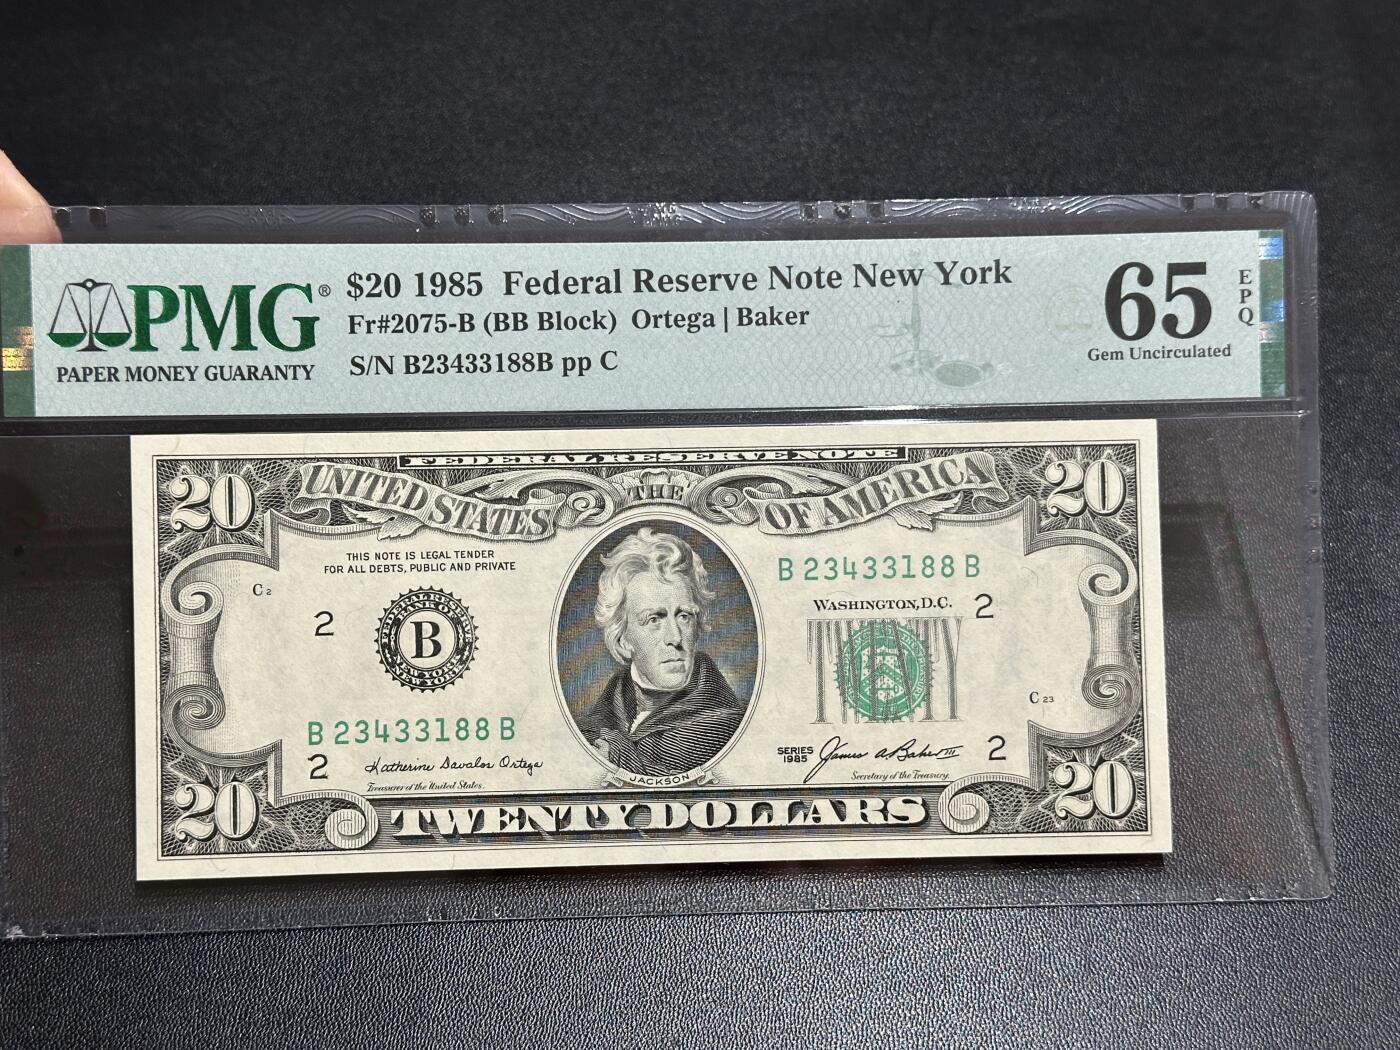 PMG®
PAPER MONEY GUARANTY
$20 1985 Federal Reserve Note New York
Fr#2075-B (BB Block) Ortega | Baker
S/N B23433188B pp C
65
EPQ
Gem Uncirculated
FEDERAL RESERVE NOTE
UNITED STATES THE OF AMERICA
20
20
THIS NOTE IS LEGAL TENDER
FOR ALL DEBTS, PUBLIC AND PRIVATE
B 23433188 B
C2
WASHINGTON, D.C.
2
2
B
C 23
B 23433188 B
SERIES
1985
James A Baker III
Secretary of the Treasury.
2
2
Katherine Davalos Ortega
Treasurer of the United States.
JACKSON
20
TWENTY DOLLARS
20